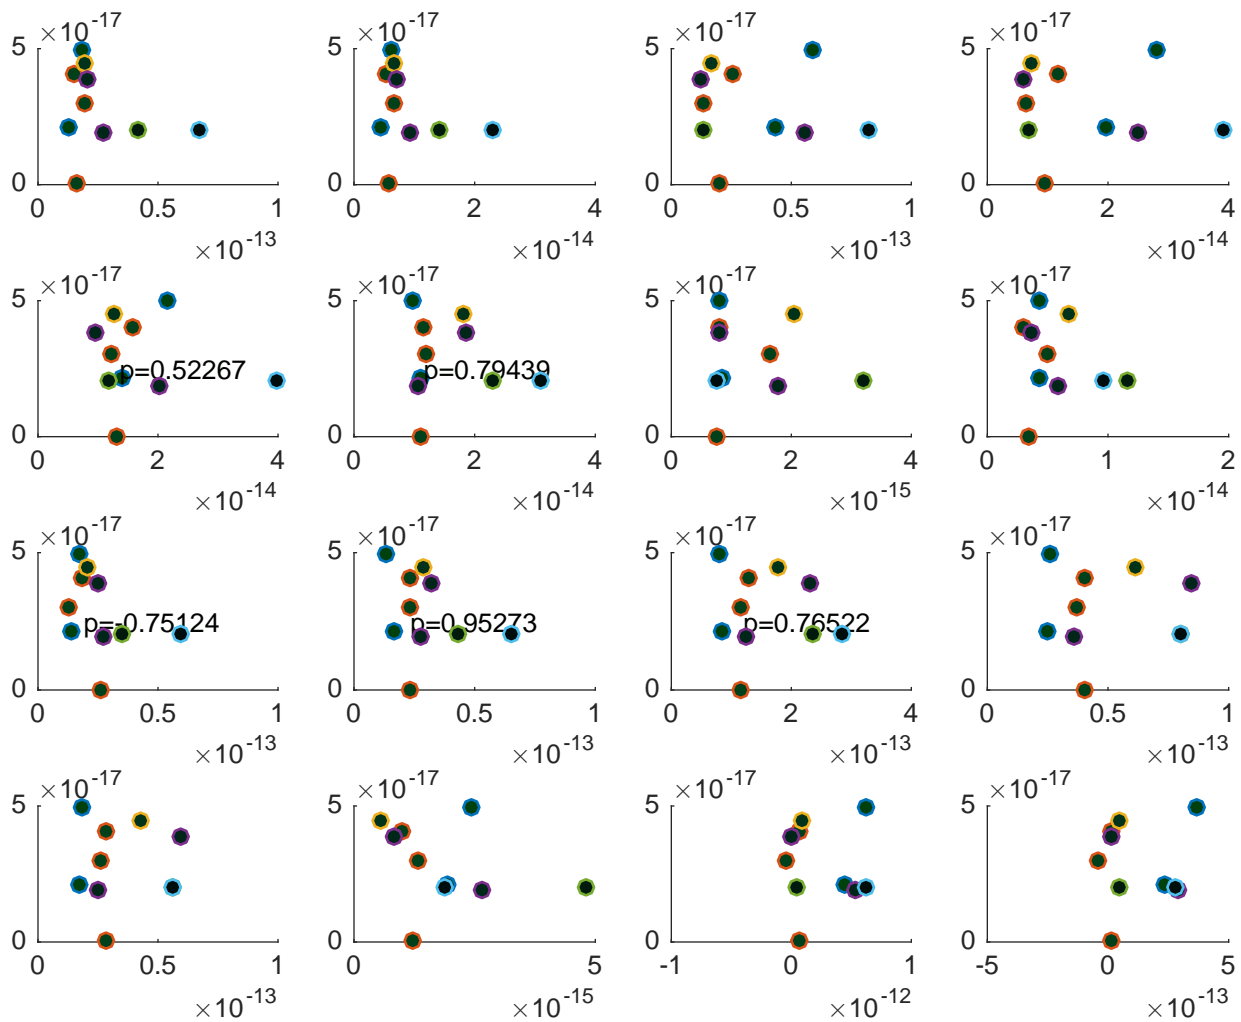 ×10⁻¹⁷ ×10⁻¹⁷ ×10⁻¹⁷ ×10⁻¹⁷
5 5 5 5
0 0 0 0
0 0.5 1 0 2 4 0 0.5 1 0 2 4
×10⁻¹³ ×10⁻¹⁴ ×10⁻¹³ ×10⁻¹⁴
×10⁻¹⁷ ×10⁻¹⁷ ×10⁻¹⁷ ×10⁻¹⁷
5 5 5 5
p=0.52267 p=0.79439
0 0 0 0
0 2 4 0 2 4 0 2 4 0 1 2
×10⁻¹⁴ ×10⁻¹⁴ ×10⁻¹⁵ ×10⁻¹⁴
×10⁻¹⁷ ×10⁻¹⁷ ×10⁻¹⁷ ×10⁻¹⁷
5 5 5 5
p=-0.75124 p=0.95273 p=0.76522
0 0 0 0
0 0.5 1 0 0.5 1 0 2 4 0 0.5 1
×10⁻¹³ ×10⁻¹³ ×10⁻¹³ ×10⁻¹³
×10⁻¹⁷ ×10⁻¹⁷ ×10⁻¹⁷ ×10⁻¹⁷
5 5 5 5
0 0 0 0
0 0.5 1 0 5 -1 0 1 -5 0 5
×10⁻¹³ ×10⁻¹⁵ ×10⁻¹² ×10⁻¹³